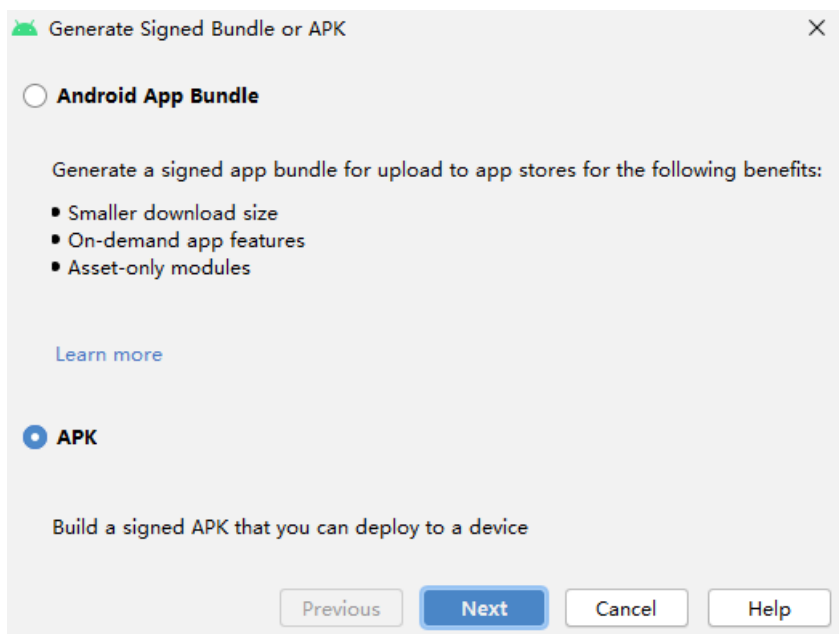 Generate Signed Bundle or APK
Android App Bundle
Generate a signed app bundle for upload to app stores for the following benefits:
• Smaller download size
• On-demand app features
• Asset-only modules
Learn more
APK
Build a signed APK that you can deploy to a device
Previous Next Cancel Help